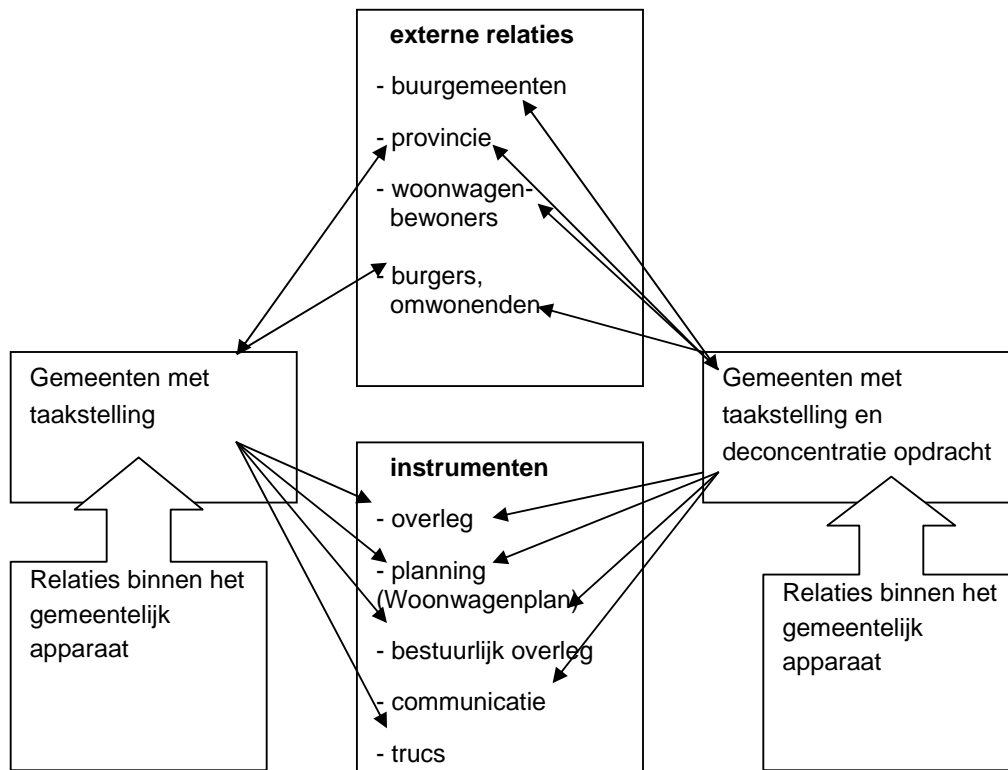 externe relaties
- buurgemeenten
- provincie
- woonwagen-
bewoners
- burgers,
omwonenden
Gemeenten met
taakstelling
Gemeenten met
taakstelling en
deconcentratie opdracht
instrumenten
- overleg
- planning
(Woonwagenplan)
- bestuurlijk overleg
- communicatie
- trucs
Relaties binnen het
gemeentelijk
apparaat
Relaties binnen het
gemeentelijk
apparaat